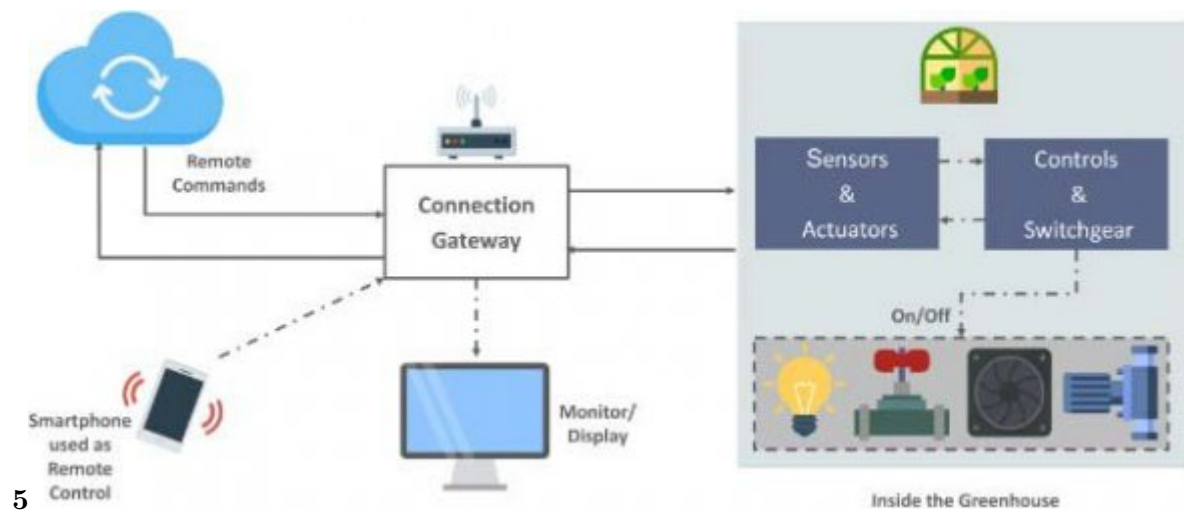 Remote
Commands
Connection
Gateway
Sensors
&
Actuators
Controls
&
Switchgear
On/Off
Smartphone
used as
Remote
Control
Monitor/
Display
5
Inside the Greenhouse